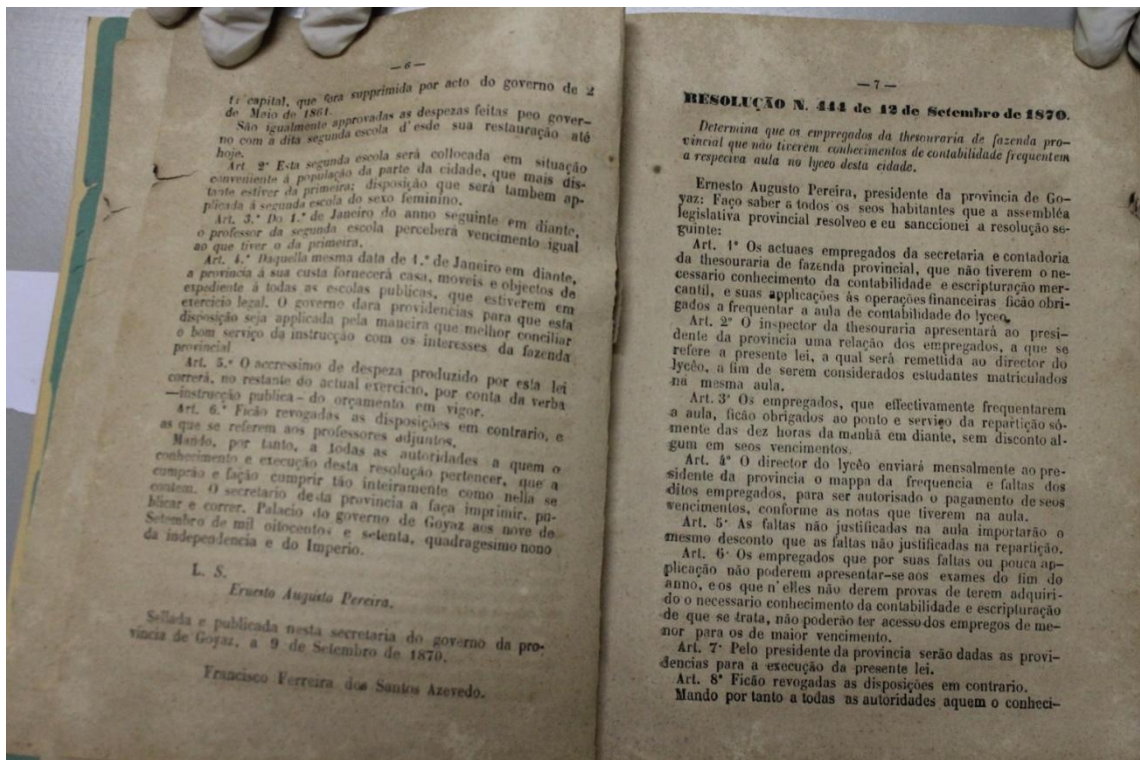 — 6 —
capital, que fora supprimida por acto do governo de 2
de Maio de 1861.
São igualmente approvadas as despezas feitas peo gover-
no com a dita segunda escola d'esde sua restauração até
hoje.
Art. 2º Esta segunda escola será collocada em situação
conveniente á população da parte da cidade, que mais dis-
tante estiver da primeira; disposição que será tambem ap-
plicada á segunda escola do sexo feminino.
Art. 3.º Do 1.º de Janeiro do anno seguinte em diante,
o professor da segunda escola perceberá vencimento igual
ao que tiver o da primeira.
Art. 4.º Daquella mesma data de 1.º de Janeiro em diante,
a provincia á sua custa fornecerá casa, moveis e objectos de
expediente á todas as escolas publicas, que estiverem em
exercicio legal. O governo dará providencias para que esta
disposição seja applicada pela maneira que melhor conciliar
o bom serviço da instrucção com os interesses da fazenda
provincial.
Art. 5.º O accressimo de despeza produzido por esta lei
correrá, no restante do actual exercicio, por conta da verba
—instrucção publica - do orçamento em vigor.
Art. 6.º Ficão revogadas as disposições em contrario, e
as que se referem aos professores adjuntos.
Mando, por tanto, a todas as autoridades a quem o
conhecimento e execução desta resolução pertencer, que a
cumprão e fação cumprir tão inteiramente como nella se
contem. O secretario desta provincia a faça imprimir, pu-
blicar e correr. Palacio do governo de Goyaz aos nove de
Setembro de mil oitocentos e setenta, quadragesimo nono
da independencia e do Imperio.
L. S.
Ernesto Augusto Pereira.
Sellada e publicada nesta secretaria do governo da pro-
vincia de Goyaz, a 9 de Setembro de 1870.
Francisco Ferreira dos Santos Azevedo.
— 7 —
RESOLUÇÃO N. 444 de 12 de Setembro de 1870.
Determina que os empregados da thesouraria de fazenda pro-
vincial que não tiverem conhecimentos de contabilidade frequentem
a respeciva aula no lyceo desta cidade.
Ernesto Augusto Pereira, presidente da provincia de Go-
yaz: Faço saber a todos os seos habitantes que a assembléa
legislativa provincial resolveo e eu sanccionei a resolução se-
guinte:
Art. 1º Os actuaes empregados da secretaria e contadoria
da thesouraria de fazenda provincial, que não tiverem o ne-
cessario conhecimento da contabilidade e escripturação mer-
cantil, e suas applicações ás operações financeiras ficão obri-
gados a frequentar a aula de contabilidade do lyceo.
Art. 2º O inspector da thesouraria apresentará ao presi-
dente da provincia uma relação dos empregados, a que se
refere a presente lei, a qual será remettida ao director do
lycêo, a fim de serem considerados estudantes matriculados
na mesma aula.
Art. 3º Os empregados, que effectivamente frequentarem
a aula, ficão obrigados ao ponto e serviço da repartição só-
mente das dez horas da manhã em diante, sem disconto al-
gum em seos vencimentos.
Art. 4º O director do lycêo enviará mensalmente ao pre-
sidente da provincia o mappa da frequencia e faltas dos
ditos empregados, para ser autorisado o pagamento de seos
vencimentos, conforme as notas que tiverem na aula.
Art. 5º As faltas não justificadas na aula importarão o
mesmo desconto que as faltas não justificadas na repartição.
Art. 6º Os empregados que por suas faltas ou pouca ap-
plicação não poderem apresentar-se aos exames do fim do
anno, e os que n'elles não derem provas de terem adquiri-
do o necessario conhecimento da contabilidade e escripturação
de que se trata, não poderão ter acesso dos empregos de me-
nor para os de maior vencimento.
Art. 7º Pelo presidente da provincia serão dadas as provi-
dencias para a execução da presente lei.
Art. 8º Ficão revogadas as disposições em contrario.
Mando por tanto a todas as autoridades aquem o conheci-